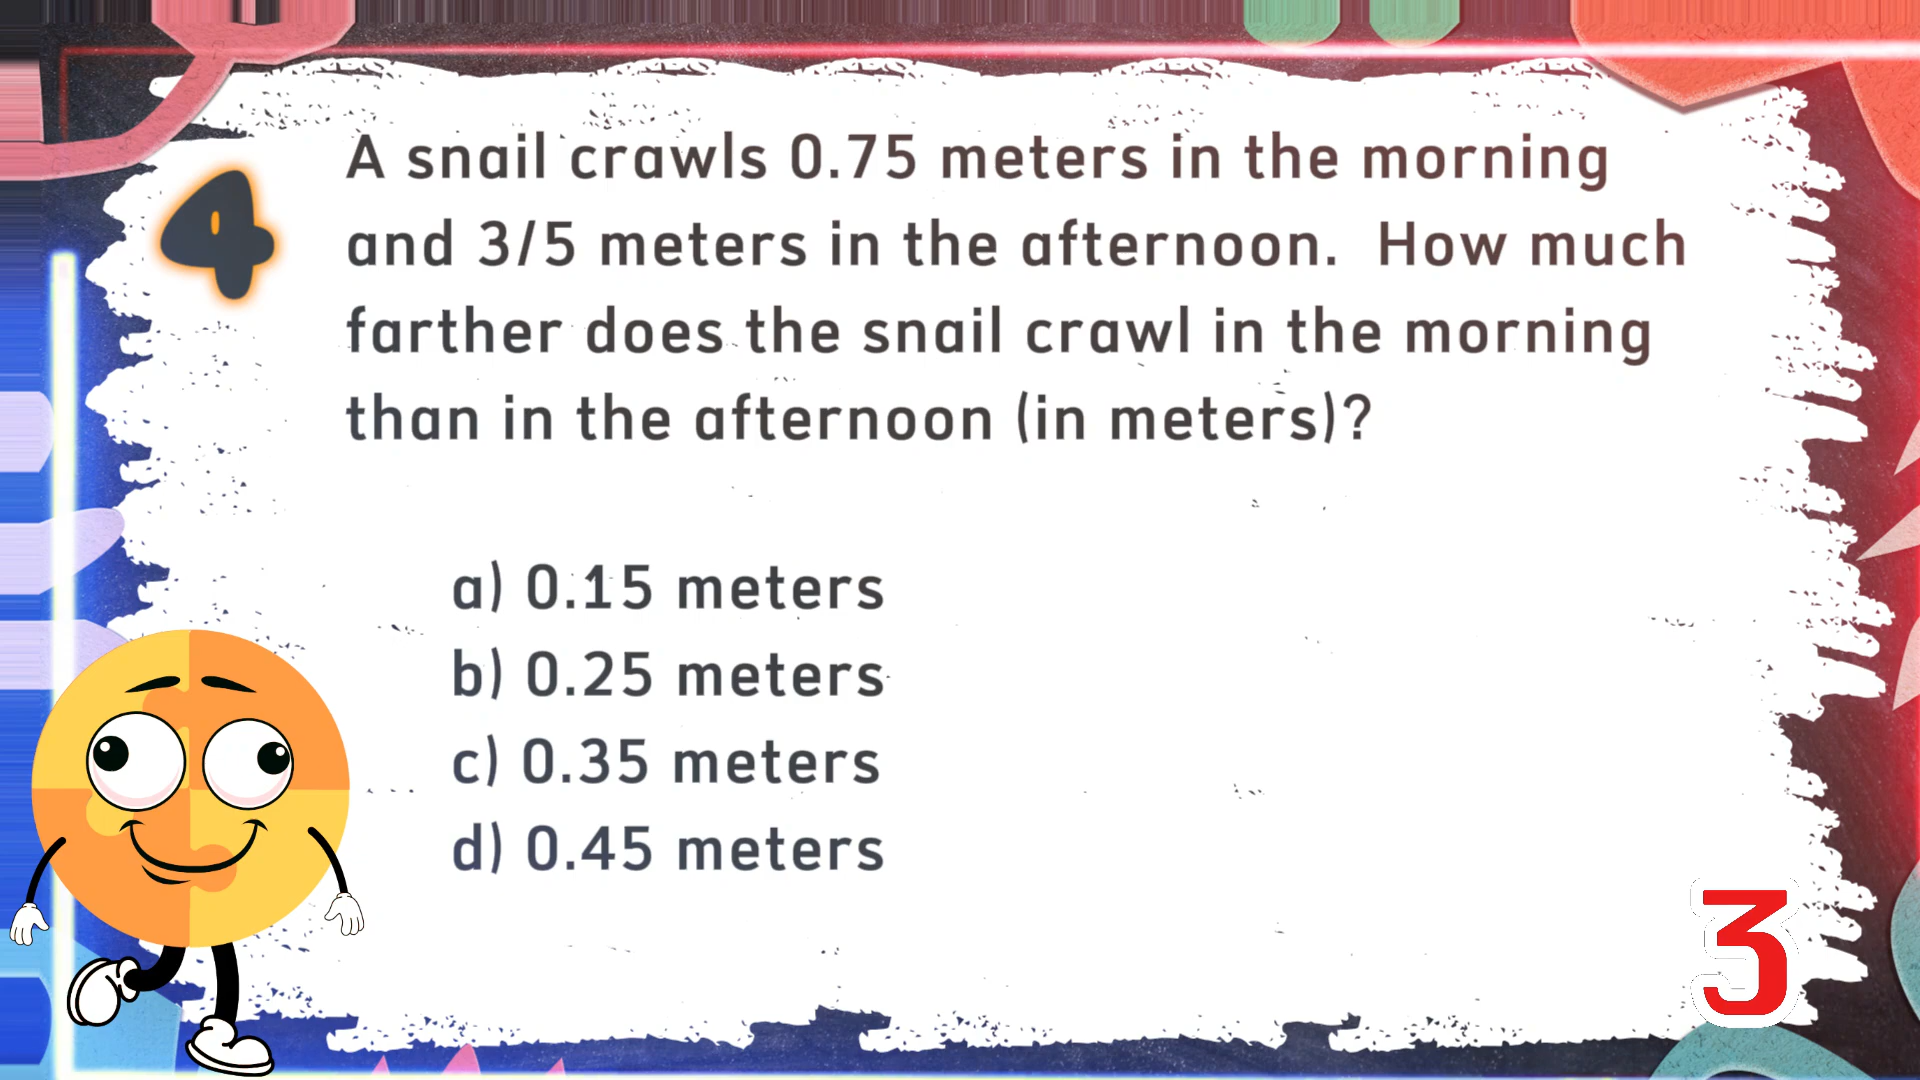 4
A snail crawls 0.75 meters in the morning
and 3/5 meters in the afternoon. How much
farther does the snail crawl in the morning
than in the afternoon (in meters)?
a) 0.15 meters
b) 0.25 meters
c) 0.35 meters
d) 0.45 meters
3